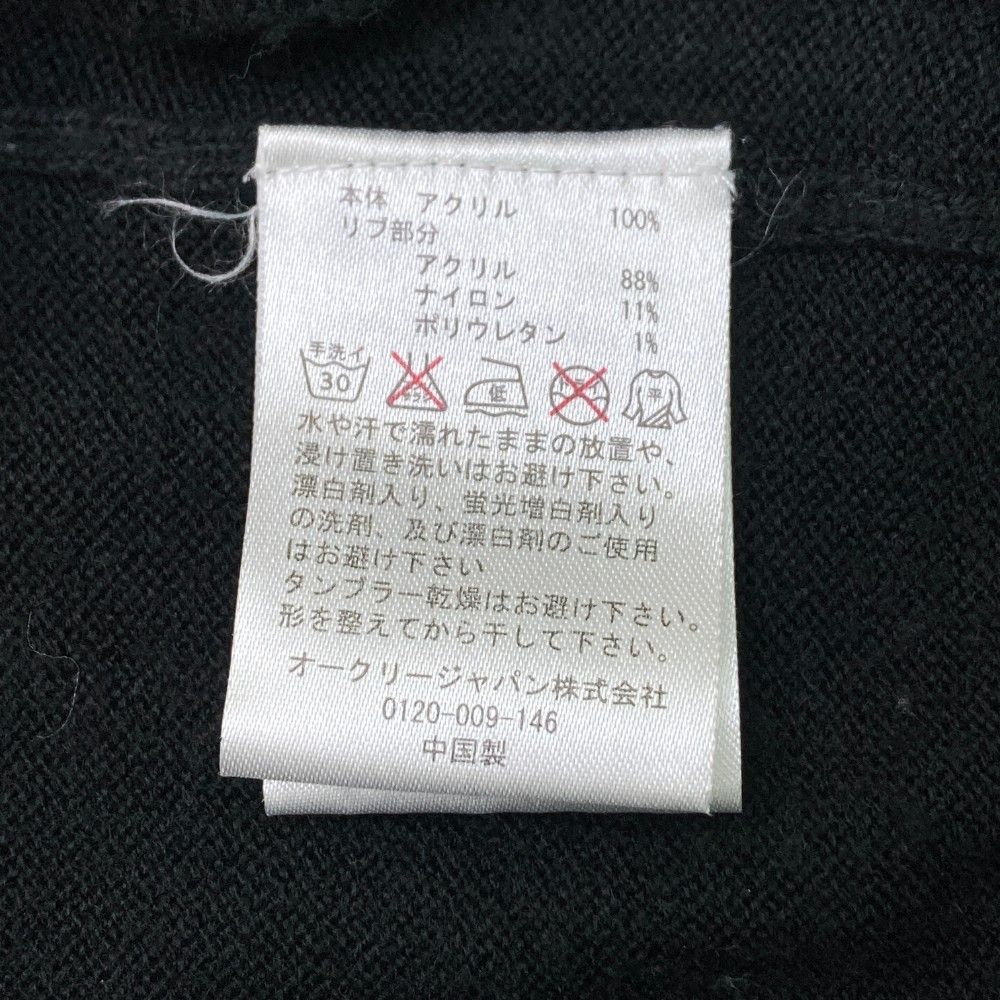 本体 アクリル 100%
リブ部分
アクリル 88%
ナイロン 11%
ポリウレタン 1%
手洗イ
30
低
平
水や汗で濡れたままの放置や、
浸け置き洗いはお避け下さい。
漂白剤入り、蛍光増白剤入り
の洗剤、及び漂白剤のご使用
はお避け下さい
タンブラー乾燥はお避け下さい。
形を整えてから干して下さい。
オークリージャパン株式会社
0120-009-146
中国製